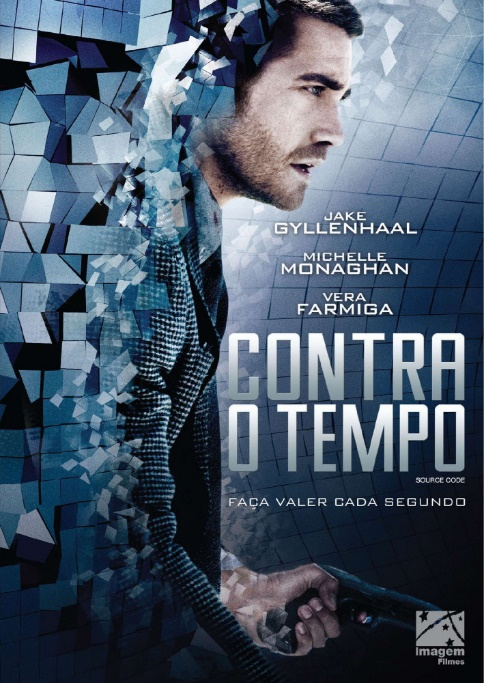 JAKE
GYLLENHAAL
MICHELLE
MONAGHAN
VERA
FARMIGA
CONTRA
O TEMPO
SOURCE CODE
FAÇA VALER CADA SEGUNDO
imagem
Filmes